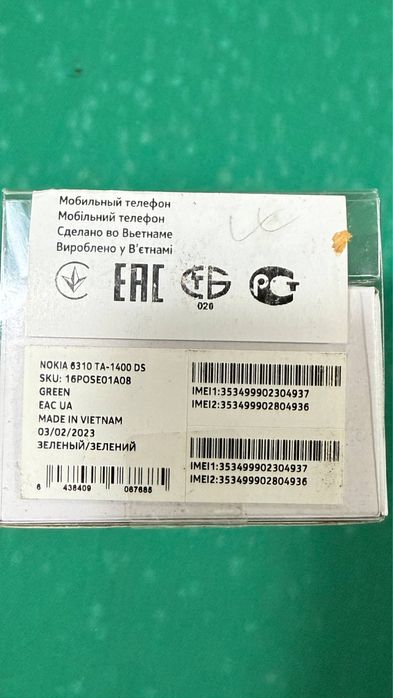 Мобильный телефон
Мобільний телефон
Сделано во Вьетнаме
Вироблено у В'єтнамі
EAC
020
РСТ
NOKIA 6310 TA-1400 DS
SKU: 16POSE01A08
GREEN
EAC UA
MADE IN VIETNAM
03/02/2023
ЗЕЛЕНЫЙ/ЗЕЛЕНИЙ
IMEI1:353499902304937
IMEI2:353499902804936
IMEI1:353499902304937
IMEI2:353499902804936
6 438409 067686